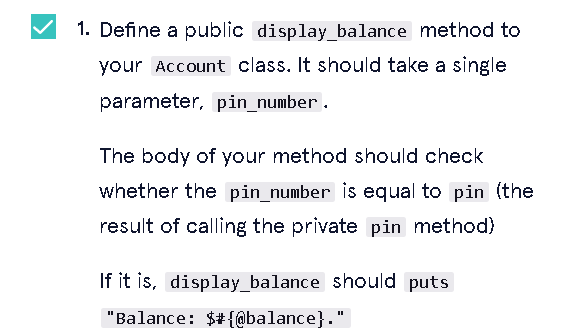 1. Define a public display_balance method to
your Account class. It should take a single
parameter, pin_number.
The body of your method should check
whether the pin_number is equal to pin (the
result of calling the private pin method)
If it is, display_balance should puts
"Balance: $#{@balance}."